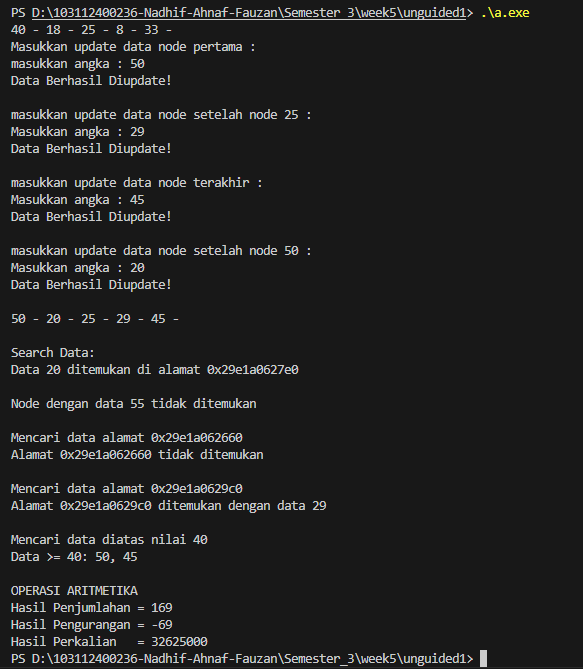 PS D:\103112400236-Nadhif-Ahnaf-Fauzan\Semester_3\week5\unguided1> .\a.exe
40 - 18 - 25 - 8 - 33 -
Masukkan update data node pertama :
masukkan angka : 50
Data Berhasil Diupdate!
masukkan update data node setelah node 25 :
Masukkan angka : 29
Data Berhasil Diupdate!
masukkan update data node terakhir :
Masukkan angka : 45
Data Berhasil Diupdate!
masukkan update data node setelah node 50 :
Masukkan angka : 20
Data Berhasil Diupdate!
50 - 20 - 25 - 29 - 45 -
Search Data:
Data 20 ditemukan di alamat 0x29e1a0627e0
Node dengan data 55 tidak ditemukan
Mencari data alamat 0x29e1a062660
Alamat 0x29e1a062660 tidak ditemukan
Mencari data alamat 0x29e1a0629c0
Alamat 0x29e1a0629c0 ditemukan dengan data 29
Mencari data diatas nilai 40
Data >= 40: 50, 45
OPERASI ARITMETIKA
Hasil Penjumlahan = 169
Hasil Pengurangan = -69
Hasil Perkalian   = 32625000
PS D:\103112400236-Nadhif-Ahnaf-Fauzan\Semester_3\week5\unguided1>